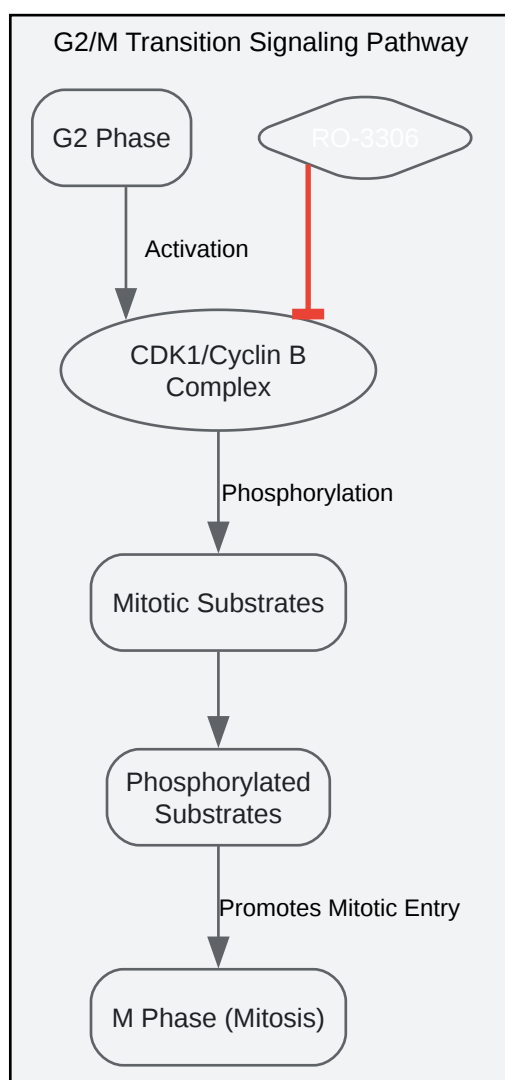 G2/M Transition Signaling Pathway
G2 Phase
RO-3306
Activation
CDK1/Cyclin B
Complex
Phosphorylation
Mitotic Substrates
Phosphorylated
Substrates
Promotes Mitotic Entry
M Phase (Mitosis)